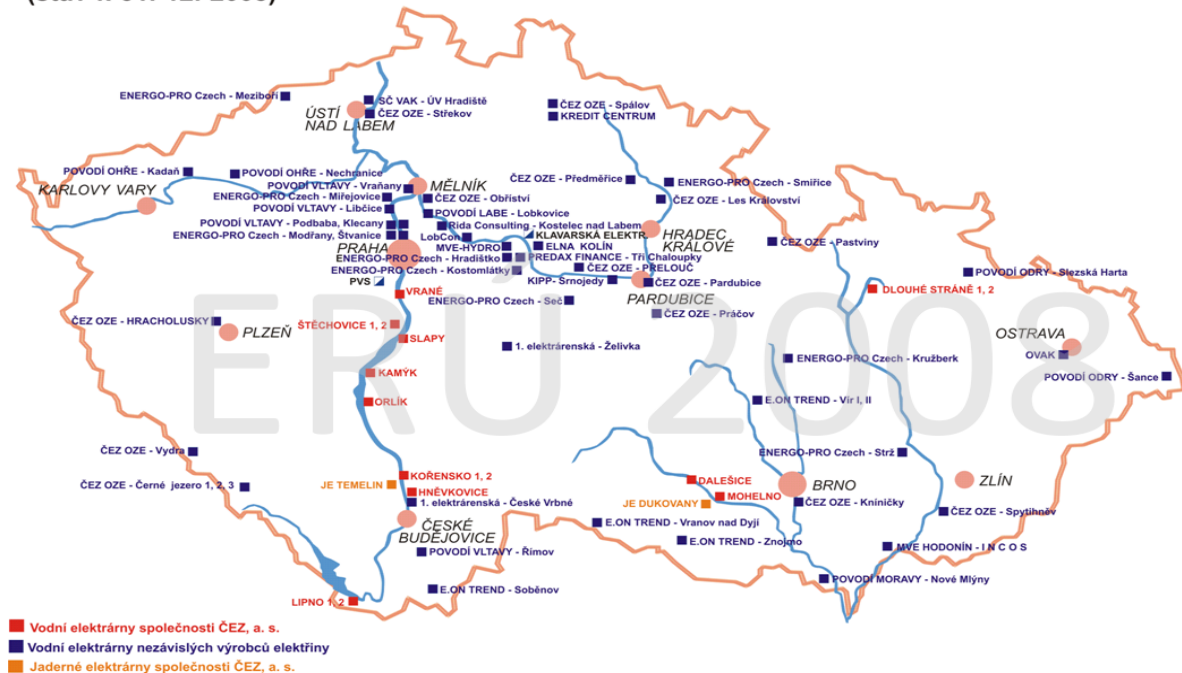 ENERGO-PRO Czech - Meziboří
SČ VAK - ÚV Hradiště
ČEZ OZE - Střekov
ÚSTÍ
NAD LABEM
ČEZ OZE - Spálov
KREDIT CENTRUM
POVODÍ OHŘE - Kadaň
POVODÍ OHŘE - Nechranice
KARLOVY VARY
POVODÍ VLTAVY - Vraňany
MĚLNÍK
ENERGO-PRO Czech - Miřejovice
ČEZ OZE - Obříství
POVODÍ VLTAVY - Libčice
POVODÍ LABE - Lobkovice
POVODÍ VLTAVY - Podbaba, Klecany
Rida Consulting - Kostelec nad Labem
ENERGO-PRO Czech - Modřany, Štvanice
LobCon
KLAVARSKÁ ELEKTR.
PRAHA
MVE-HYDRO
ELNA KOLÍN
ENERGO-PRO Czech - Hradištko
PREDAX FINANCE - Tři Chaloupky
ENERGO-PRO Czech - Kostomlátky
ČEZ OZE - PŘELOUČ
PVS
KIPP- Srnojedy
ČEZ OZE - Pardubice
PARDUBICE
ČEZ OZE - Předměřice
ENERGO-PRO Czech - Smiřice
ČEZ OZE - Les Království
HRADEC
KRÁLOVÉ
ČEZ OZE - Pastviny
POVODÍ ODRY - Slezská Harta
DLOUHÉ STRÁNĚ 1, 2
VRANÉ
ENERGO-PRO Czech - Seč
ČEZ OZE - Práčov
ČEZ OZE - HRACHOLUSKY
PLZEŇ
ŠTĚCHOVICE 1, 2
SLAPY
1. elektrárenská - Želivka
OSTRAVA
OVAK
ENERGO-PRO Czech - Kružberk
POVODÍ ODRY - Šance
KAMÝK
ORLÍK
E.ON TREND - Vír I, II
ERÚ 2008
ČEZ OZE - Vydra
ENERGO-PRO Czech - Strž
ČEZ OZE - Černé jezero 1, 2, 3
KOŘENSKO 1, 2
JE TEMELIN
HNĚVKOVICE
1. elektrárenská - České Vrbné
DALEŠICE
MOHELNO
JE DUKOVANY
BRNO
ZLÍN
ČEZ OZE - Kníničky
ČEZ OZE - Spytihněv
ČESKÉ
BUDĚJOVICE
E.ON TREND - Vranov nad Dyjí
E.ON TREND - Znojmo
MVE HODONÍN - I N C O S
POVODÍ VLTAVY - Římov
POVODÍ MORAVY - Nové Mlýny
E.ON TREND - Soběnov
LIPNO 1, 2
Vodní elektrárny společnosti ČEZ, a. s.
Vodní elektrárny nezávislých výrobců elektřiny
Jaderné elektrárny společnosti ČEZ, a. s.